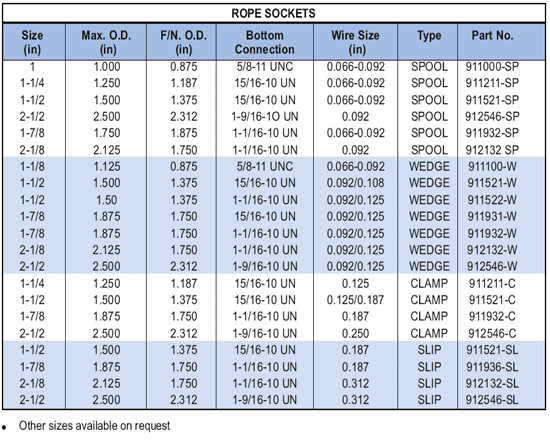 ROPE SOCKETS
Size (in) Max. O.D. (in) F/N. O.D. (in) Bottom Connection Wire Size (in) Type Part No.
1 1.000 0.875 5/8-11 UNC 0.066-0.092 SPOOL 911000-SP
1-1/4 1.250 1.187 15/16-10 UN 0.066-0.092 SPOOL 911211-SP
1-1/2 1.500 1.375 15/16-10 UN 0.066-0.092 SPOOL 911521-SP
2-1/2 2.500 2.312 1-9/16-1O UN 0.092 SPOOL 912546-SP
1-7/8 1.750 1.875 1-1/16-10 UN 0.066-0.092 SPOOL 911932-SP
2-1/8 2.125 1.750 1-1/16-10 UN 0.092 SPOOL 912132 SP
1-1/8 1.125 0.875 5/8-11 UNC 0.066-0.092 WEDGE 911100-W
1-1/2 1.500 1.375 15/16-10 UN 0.092/0.108 WEDGE 911521-W
1-1/2 1.50 1.375 1-1/16-10 UN 0.092/0.125 WEDGE 911522-W
1-7/8 1.875 1.750 15/16-10 UN 0.092/0.125 WEDGE 911931-W
1-7/8 1.875 1.750 1-1/16-10 UN 0.092/0.125 WEDGE 911932-W
2-1/8 2.125 1.750 1-1/16-10 UN 0.092/0.125 WEDGE 912132-W
2-1/2 2.500 2.312 1-9/16-10 UN 0.092/0.125 WEDGE 912546-W
1-1/4 1.250 1.187 15/16-10 UN 0.125 CLAMP 911211-C
1-1/2 1.500 1.375 15/16-10 UN 0.125/0.187 CLAMP 911521-C
1-7/8 1.875 1.750 1-1/16-10 UN 0.187 CLAMP 911932-C
2-1/2 2.500 2.312 1-9/16-10 UN 0.250 CLAMP 912546-C
1-1/2 1.500 1.375 15/16-10 UN 0.187 SLIP 911521-SL
1-7/8 1.875 1.750 1-1/16-10 UN 0.187 SLIP 911936-SL
2-1/8 2.125 1.750 1-1/16-10 UN 0.312 SLIP 912132-SL
2-1/2 2.500 2.312 1-9/16-10 UN 0.312 SLIP 912546-SL
• Other sizes available on request